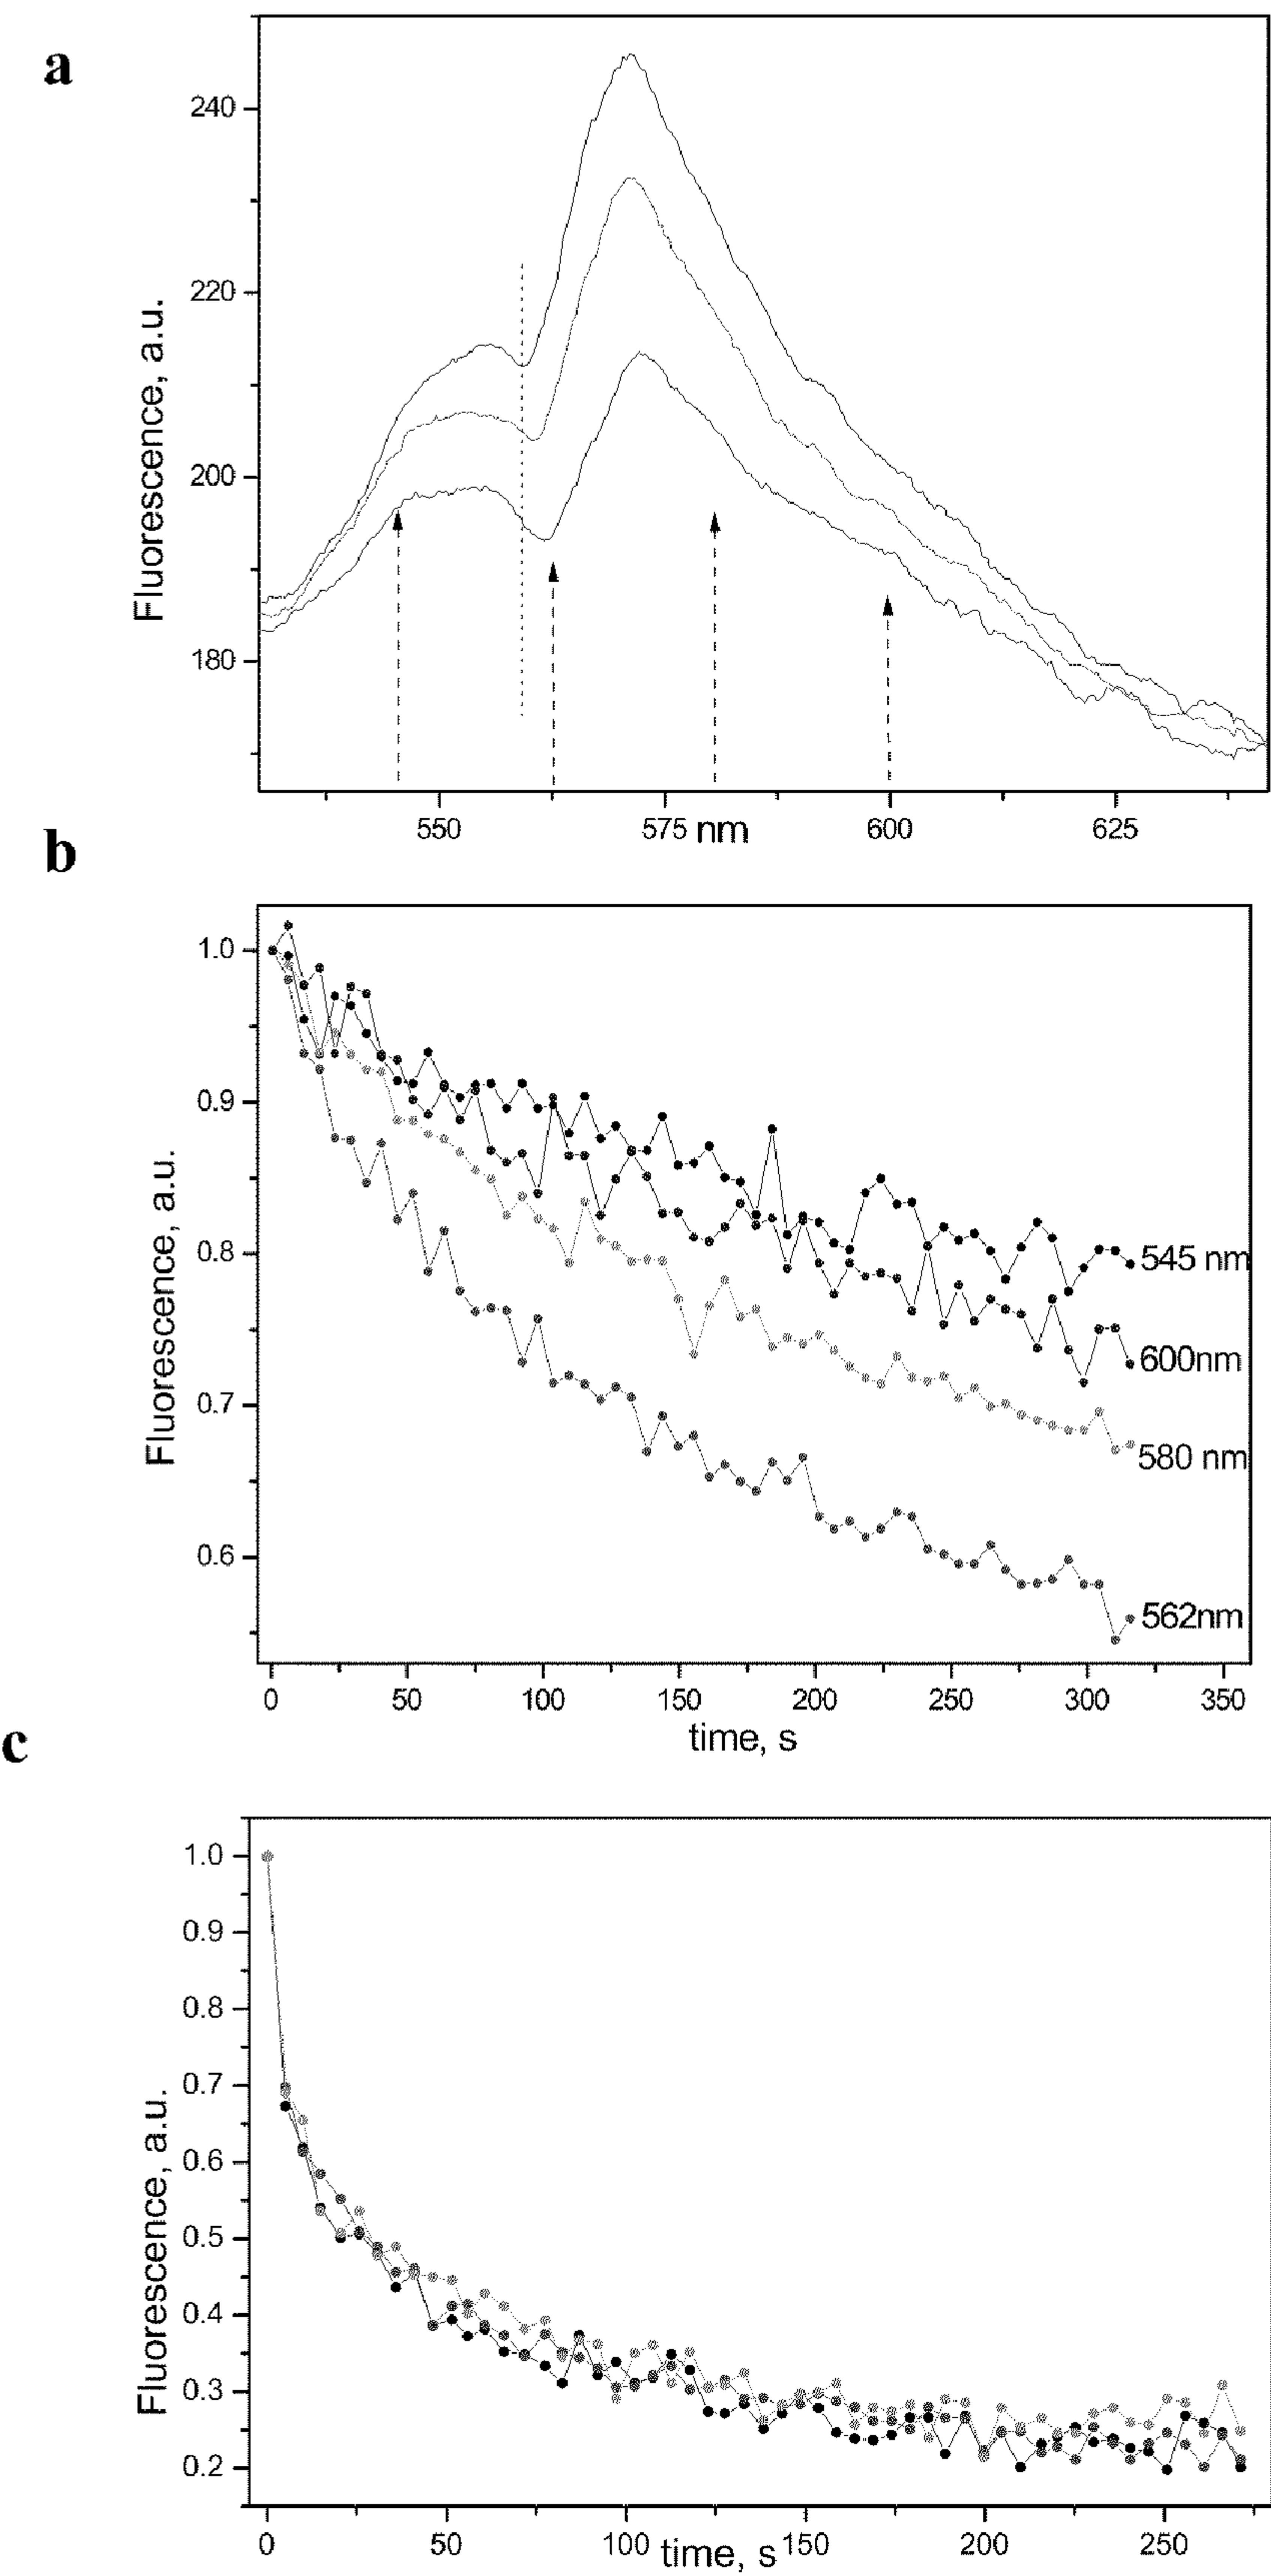 a
240
220
200
180
Fluorescence, a.u.
550 575 nm 600 625
b
1.0
0.9
0.8
0.7
0.6
Fluorescence, a.u.
545 nm
600nm
580 nm
562nm
0 50 100 150 200 250 300 350
time, s
c
1.0
0.9
0.8
0.7
0.6
0.5
0.4
0.3
0.2
Fluorescence, a.u.
0 50 100 time, s 150 200 250